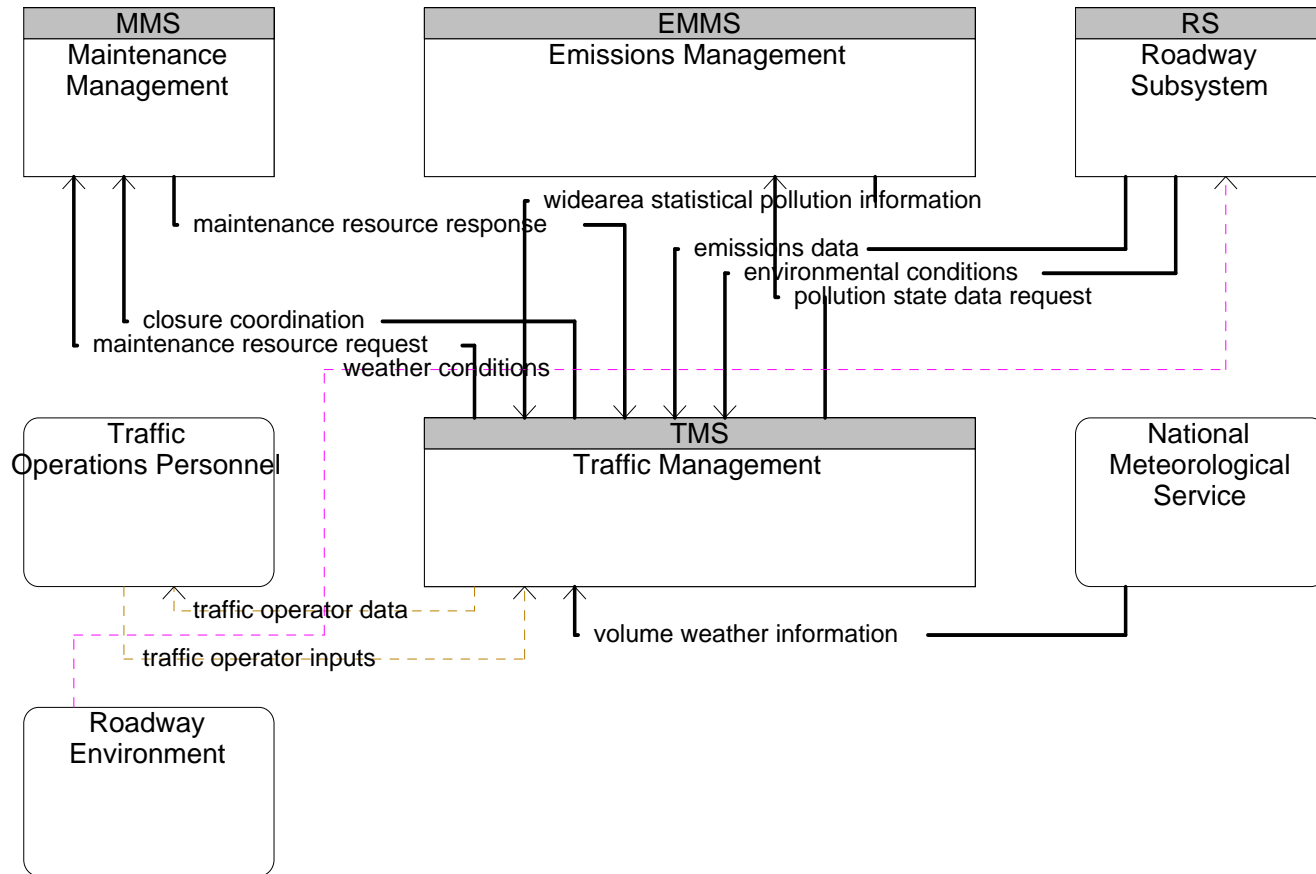 MMS
Maintenance
Management
EMMS
Emissions Management
RS
Roadway
Subsystem
widearea statistical pollution information
maintenance resource response
emissions data
environmental conditions
pollution state data request
closure coordination
maintenance resource request
weather conditions
Traffic
Operations Personnel
TMS
Traffic Management
National
Meteorological
Service
traffic operator data
volume weather information
traffic operator inputs
Roadway
Environment